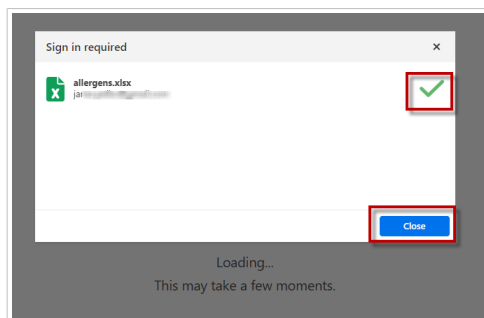 Sign in required
allergens.xlsx
Close
Loading...
This may take a few moments.